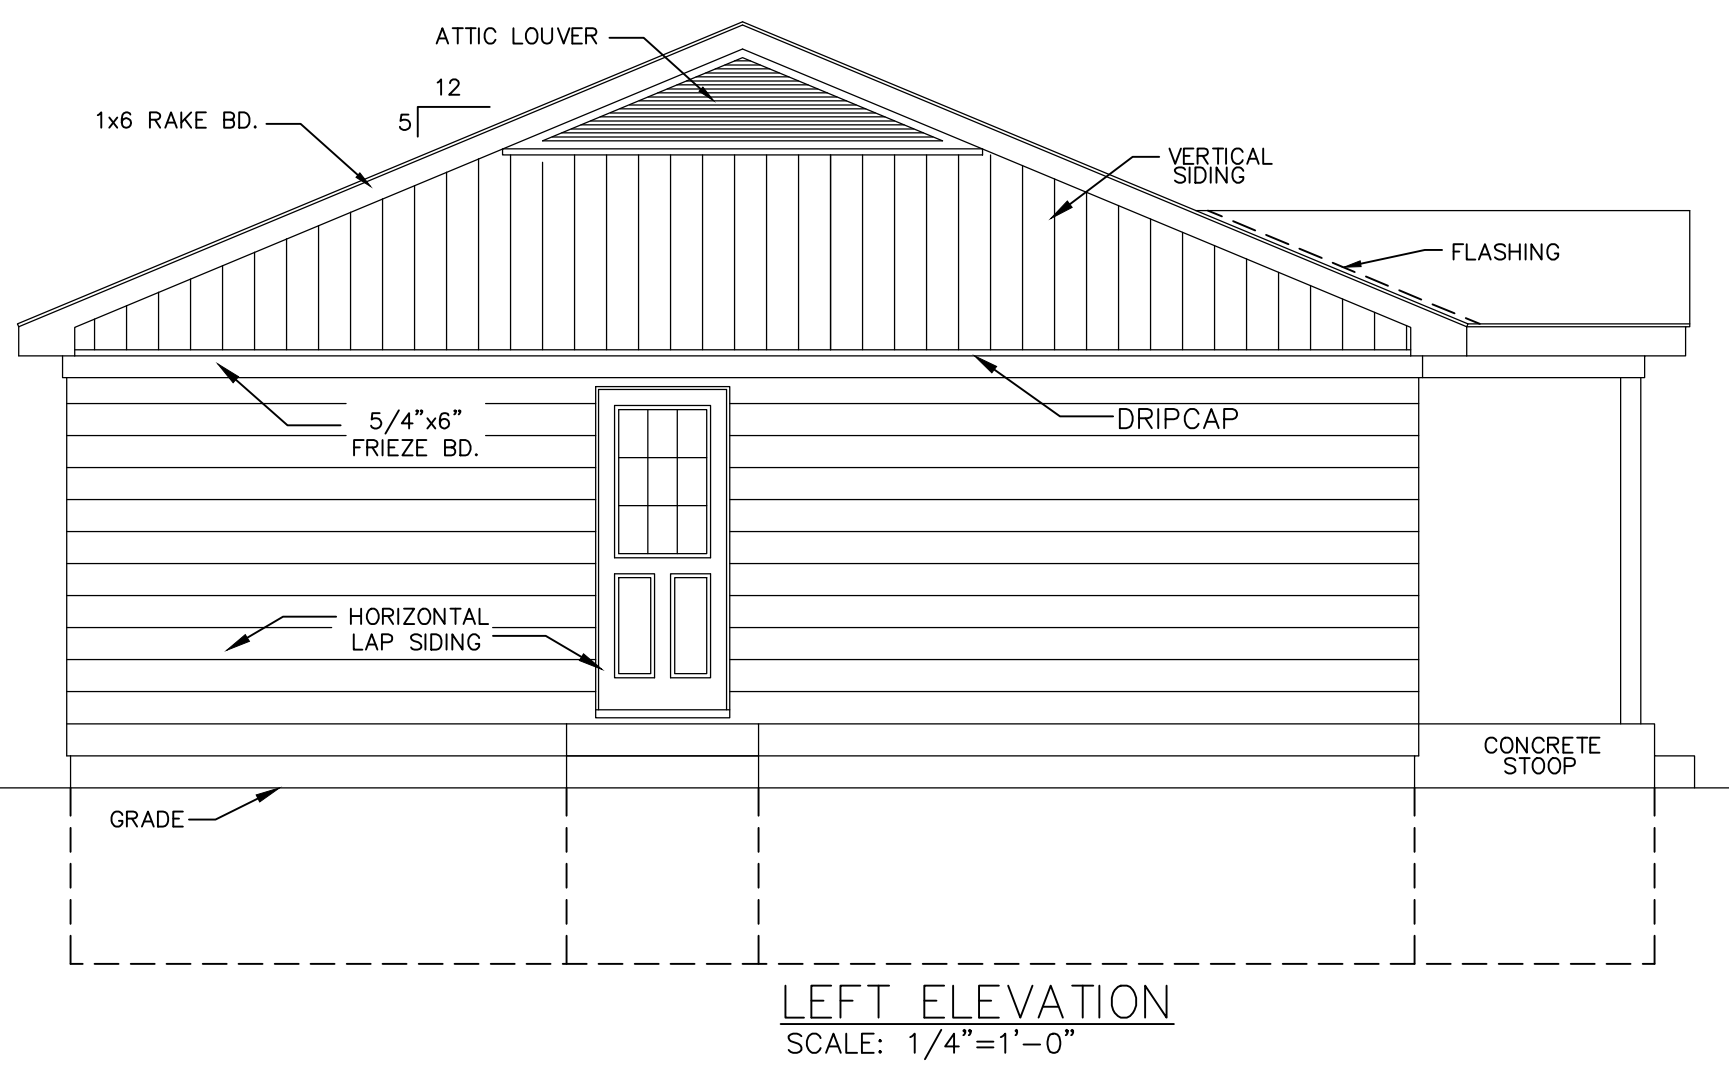 ATTIC LOUVER
12
5
1x6 RAKE BD.
VERTICAL
SIDING
FLASHING
5/4"x6"
FRIEZE BD.
DRIPCAP
HORIZONTAL
LAP SIDING
CONCRETE
STOOP
GRADE
LEFT ELEVATION
SCALE: 1/4"=1'-0"